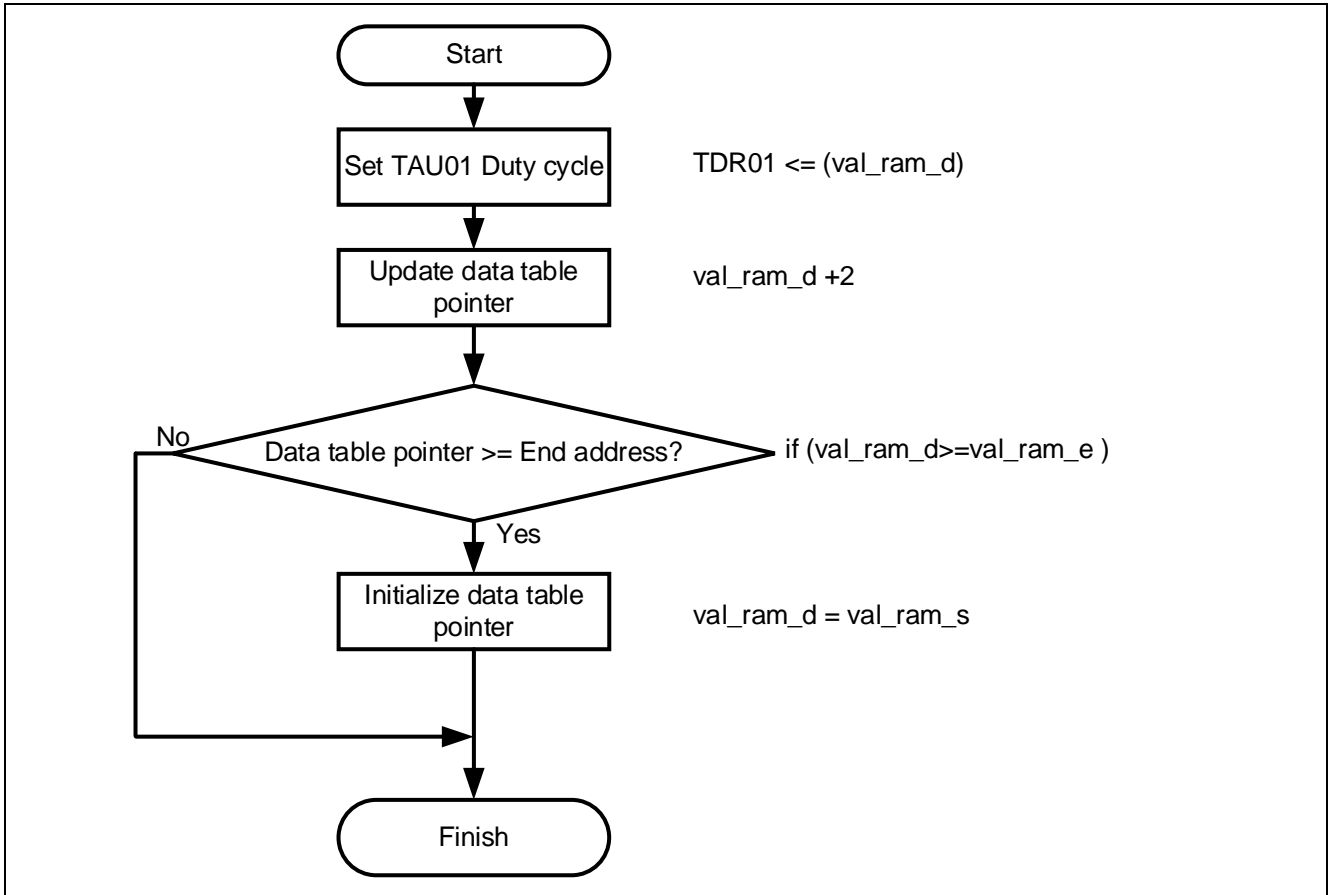 Start
Set TAU01 Duty cycle
TDR01 <= (val_ram_d)
Update data table
pointer
val_ram_d +2
No
Data table pointer >= End address?
if (val_ram_d>=val_ram_e )
Yes
Initialize data table
pointer
val_ram_d = val_ram_s
Finish